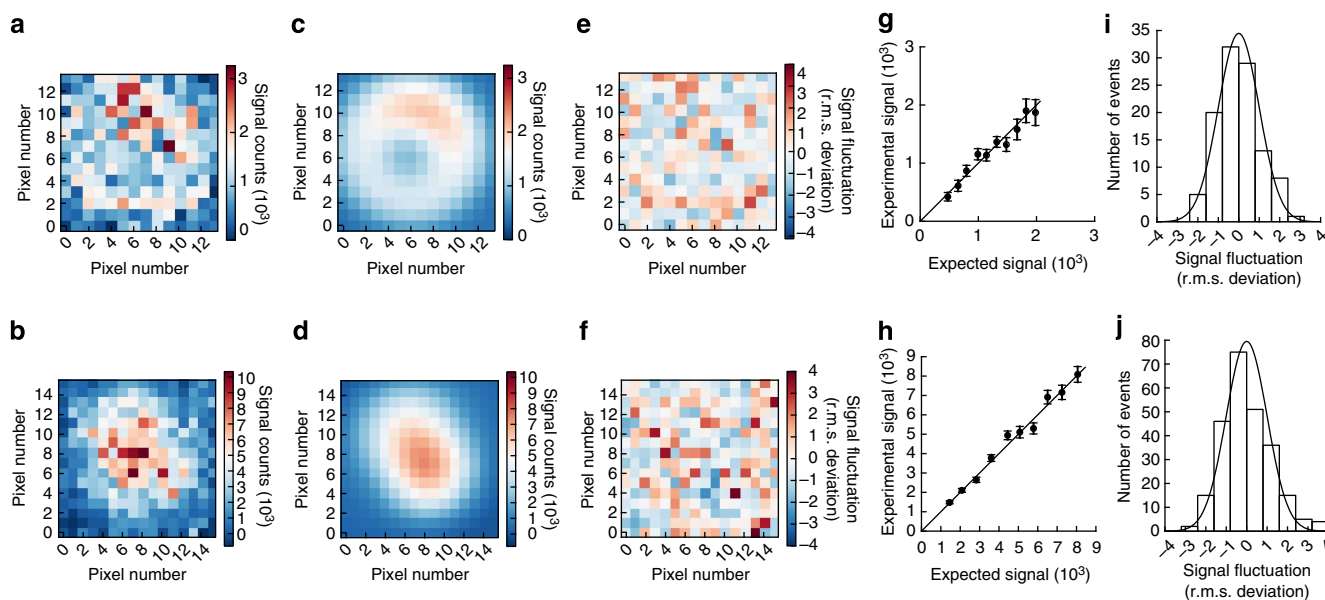 a
Pixel number
12
10
8
6
4
2
0
0 2 4 6 8 10 12
Pixel number
3
2
1
0
Signal counts (10³)
c
Pixel number
12
10
8
6
4
2
0
0 2 4 6 8 10 12
Pixel number
3
2
1
0
Signal counts (10³)
e
Pixel number
12
10
8
6
4
2
0
0 2 4 6 8 10 12
Pixel number
4
3
2
1
0
−1
−2
−3
−4
Signal fluctuation
(r.m.s. deviation)
g
Experimental signal (10³)
3
2
1
0
0 1 2 3
Expected signal (10³)
i
Number of events
35
30
25
20
15
10
5
0
−4 −3 −2 −1 0 1 2 3 4
Signal fluctuation
(r.m.s. deviation)
b
Pixel number
14
12
10
8
6
4
2
0
0 2 4 6 8 10 12 14
Pixel number
10
9
8
7
6
5
4
3
2
1
0
Signal counts (10³)
d
Pixel number
14
12
10
8
6
4
2
0
0 2 4 6 8 10 12 14
Pixel number
10
9
8
7
6
5
4
3
2
1
0
Signal counts (10³)
f
Pixel number
14
12
10
8
6
4
2
0
0 2 4 6 8 10 12 14
Pixel number
4
3
2
1
0
−1
−2
−3
−4
Signal fluctuation
(r.m.s. deviation)
h
Experimental signal (10³)
9
8
7
6
5
4
3
2
1
0
0 1 2 3 4 5 6 7 8 9
Expected signal (10³)
j
Number of events
80
70
60
50
40
30
20
10
0
−4 −3 −2 −1 0 1 2 3
Signal fluctuation
(r.m.s. deviation)